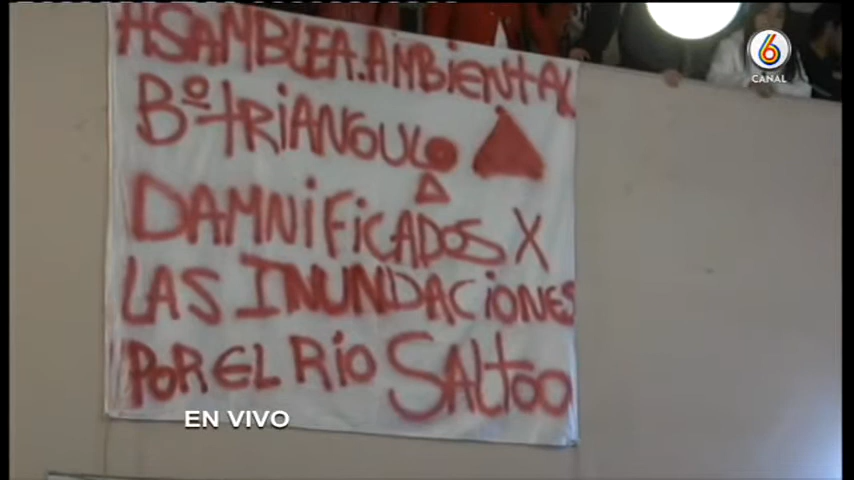 ASAMBLEA.AMBIENTAL
Bº TRIANGULO
DAMNIFICADOS X
LAS INUNDACIONES
POR EL RIO SALTOO
EN VIVO
6
CANAL